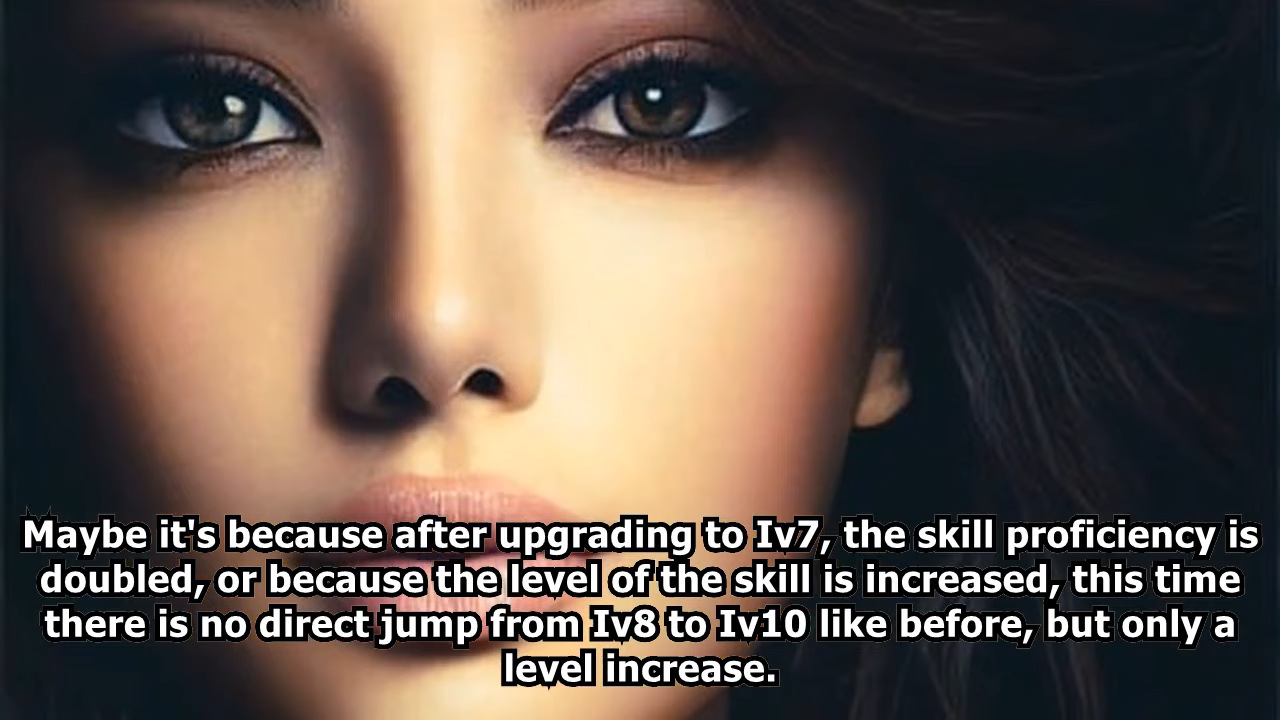 Maybe it's because after upgrading to Iv7, the skill proficiency is
doubled, or because the level of the skill is increased, this time
there is no direct jump from Iv8 to Iv10 like before, but only a
level increase.